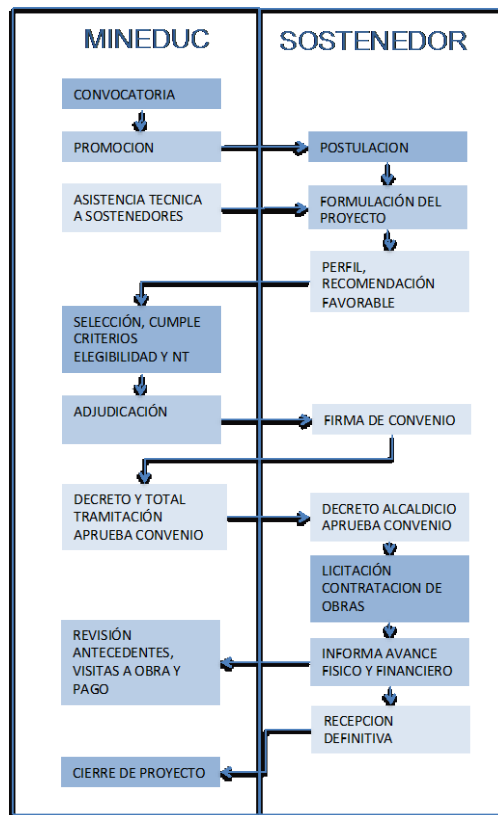 MINEDUC
SOSTENEDOR
CONVOCATORIA
PROMOCION
POSTULACION
ASISTENCIA TECNICA
A SOSTENEDORES
FORMULACIÓN DEL
PROYECTO
PERFIL,
RECOMENDACIÓN
FAVORABLE
SELECCIÓN, CUMPLE
CRITERIOS
ELEGIBILIDAD Y NT
ADJUDICACIÓN
FIRMA DE CONVENIO
DECRETO Y TOTAL
TRAMITACIÓN
APRUEBA CONVENIO
DECRETO ALCALDICIO
APRUEBA CONVENIO
LICITACIÓN
CONTRATACION DE
OBRAS
REVISIÓN
ANTECEDENTES,
VISITAS A OBRA Y
PAGO
INFORMA AVANCE
FISICO Y FINANCIERO
RECEPCION
DEFINITIVA
CIERRE DE PROYECTO